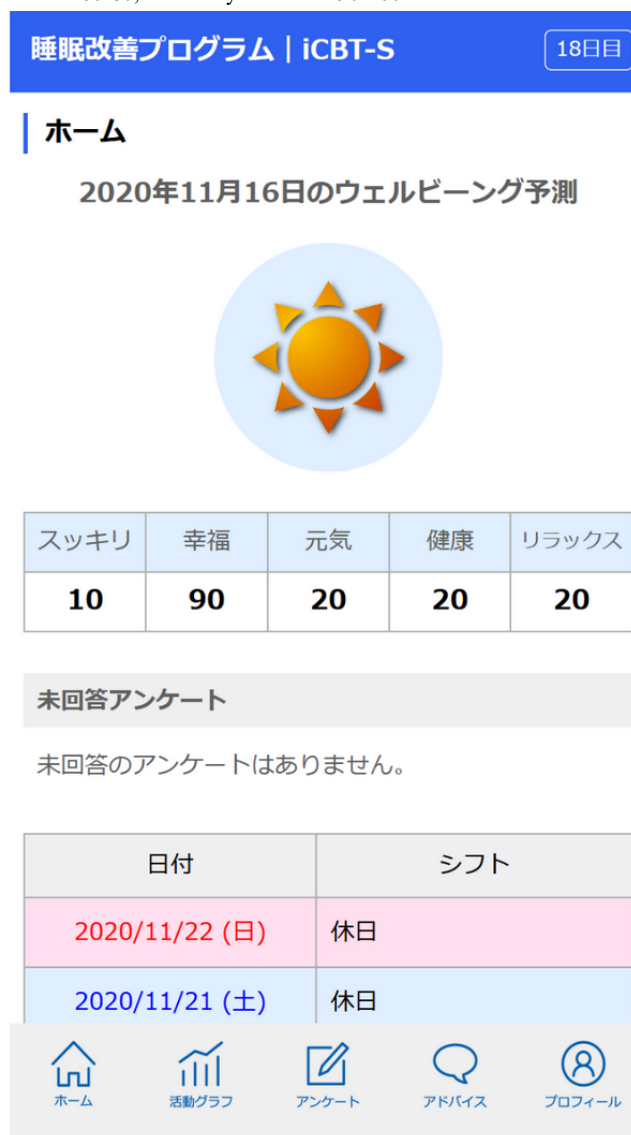 睡眠改善プログラム｜iCBT-S
18日目
ホーム
2020年11月16日のウェルビーング予測
スッキリ 幸福 元気 健康 リラックス
10 90 20 20 20
未回答アンケート
未回答のアンケートはありません。
日付 シフト
2020/11/22 (日) 休日
2020/11/21 (土) 休日
ホーム 活動グラフ アンケート アドバイス プロフィール